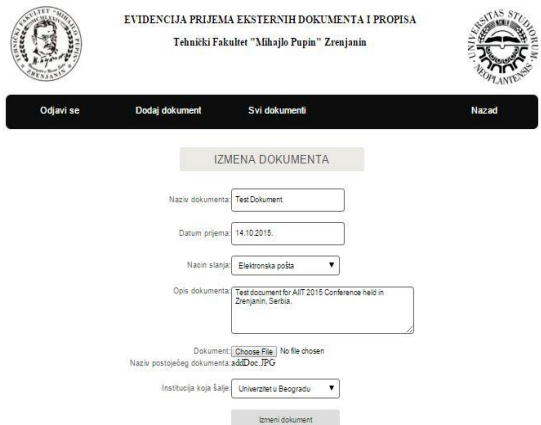 EVIDENCIJA PRIJEMA EKSTERNIH DOKUMENTA I PROPISA
Tehnički Fakultet "Mihajlo Pupin" Zrenjanin
UNIVERSITAS STUDIORUM
NEOPLANTENSIS
Odjavi se Dodaj dokument Svi dokumenti Nazad
IZMENA DOKUMENTA
Naziv dokumenta: Test Dokument
Datum prijema: 14.10.2015.
Nacin slanja: Elektronska pošta
Opis dokumenta: Test document for AIIT 2015 Conference held in
Zrenjanin, Serbia.
Dokument: Choose File No file chosen
Naziv postojećeg dokumenta: addDoc.JPG
Institucija koja šalje: Univerzitet u Beogradu
Izmeni dokument